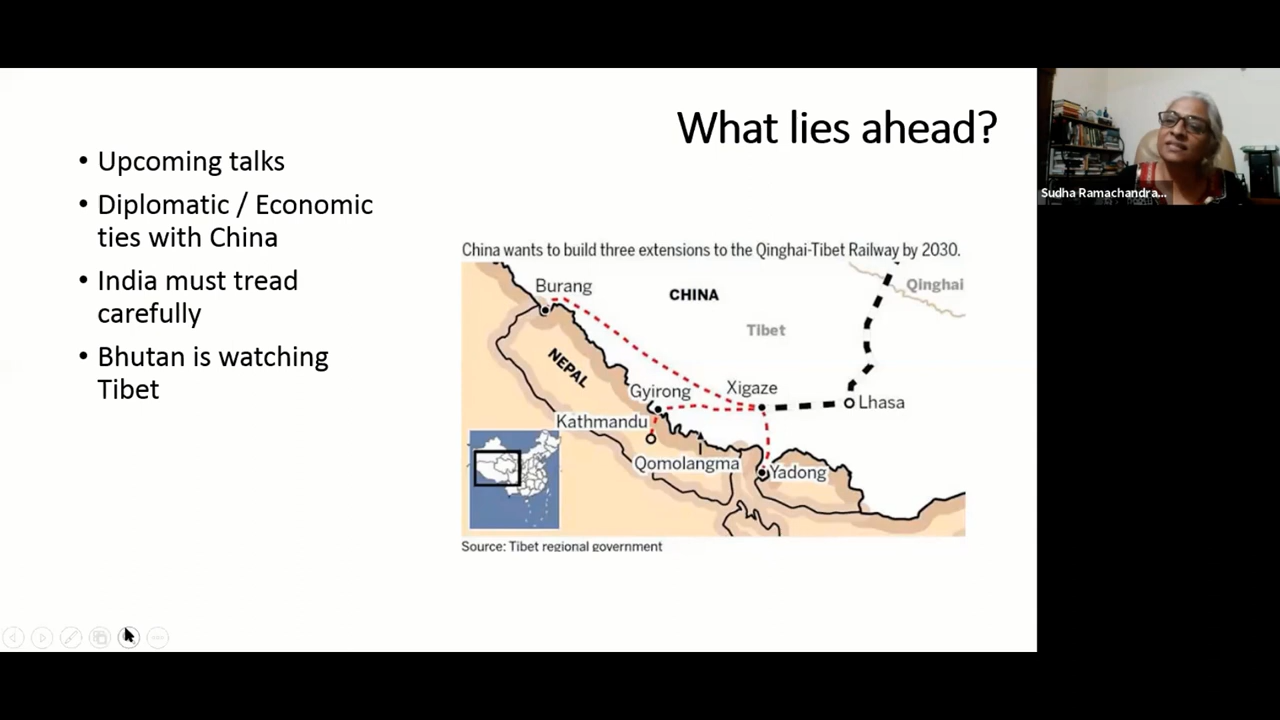 What lies ahead?
• Upcoming talks
• Diplomatic / Economic
ties with China
• India must tread
carefully
• Bhutan is watching
Tibet
China wants to build three extensions to the Qinghai-Tibet Railway by 2030.
Burang
CHINA
Qinghai
Tibet
NEPAL
Gyirong
Xigaze
Lhasa
Kathmandu
Qomolangma
Yadong
Source: Tibet regional government
Sudha Ramachandra...